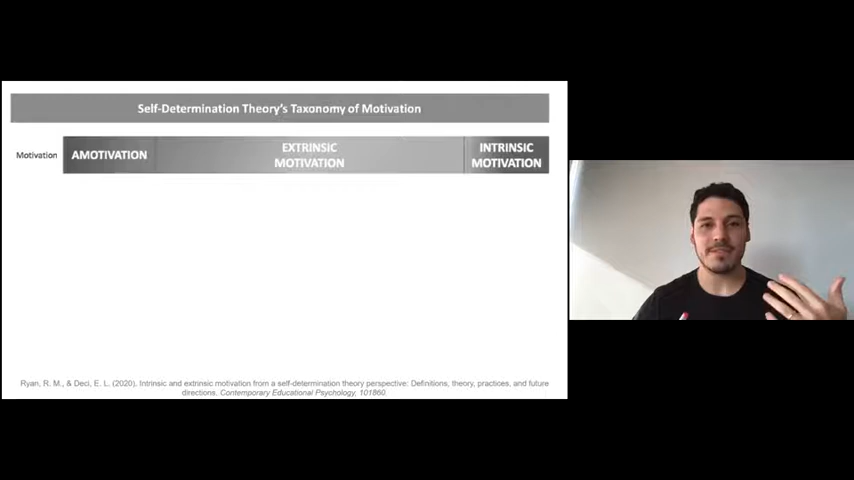 Self-Determination Theory's Taxonomy of Motivation
Motivation
AMOTIVATION
EXTRINSIC
MOTIVATION
INTRINSIC
MOTIVATION
Ryan, R. M., & Deci, E. L. (2020). Intrinsic and extrinsic motivation from a self-determination theory perspective: Definitions, theory, practices, and future
directions. Contemporary Educational Psychology, 101860.